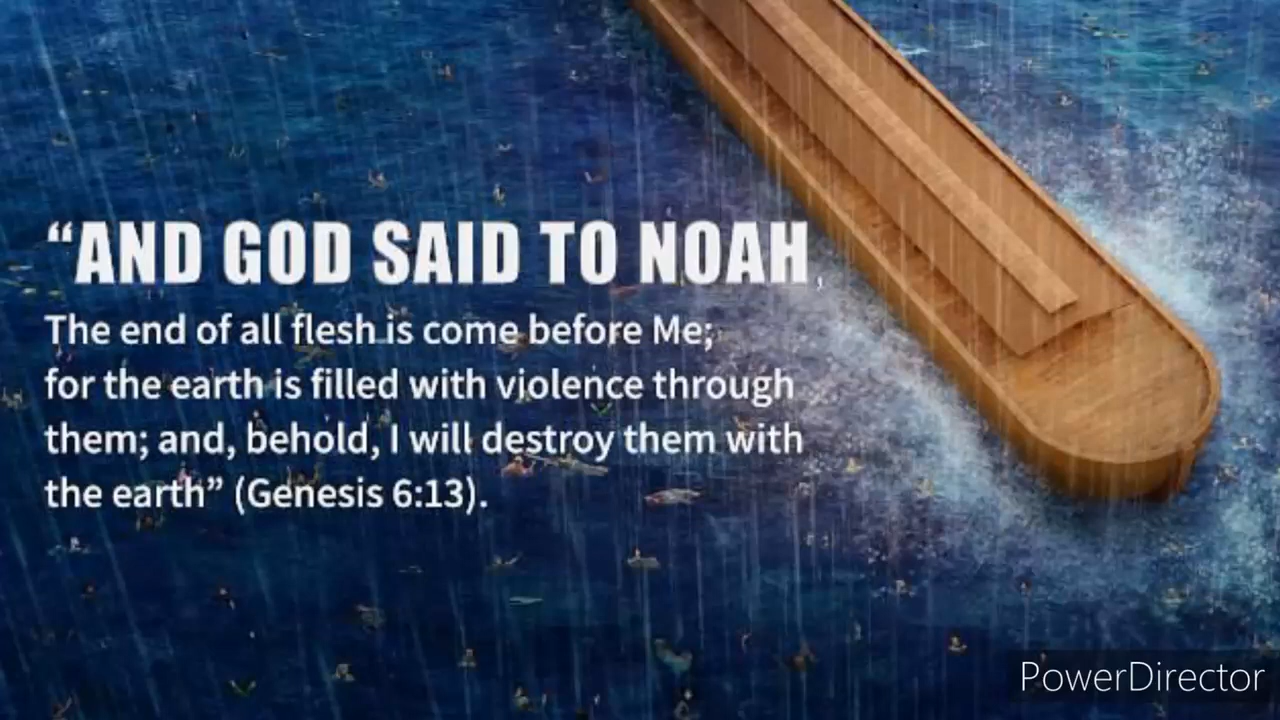 “AND GOD SAID TO NOAH,
The end of all flesh is come before Me;
for the earth is filled with violence through
them; and, behold, I will destroy them with
the earth” (Genesis 6:13).
PowerDirector